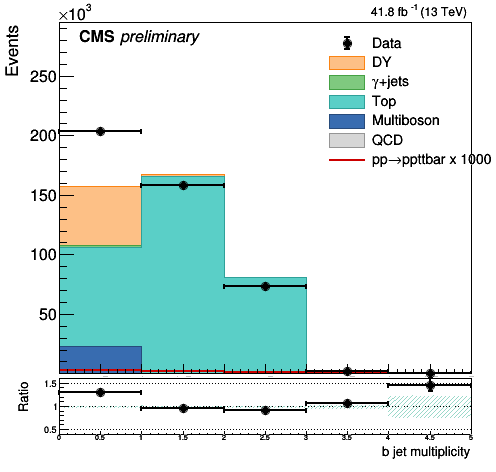 ×10³
41.8 fb⁻¹ (13 TeV)
CMS preliminary
Events
Data
DY
γ+jets
Top
Multiboson
QCD
pp→ppttbar x 1000
250
200
150
100
50
Ratio
1.5
1
0.5
0 0.5 1 1.5 2 2.5 3 3.5 4 4.5 5
b jet multiplicity